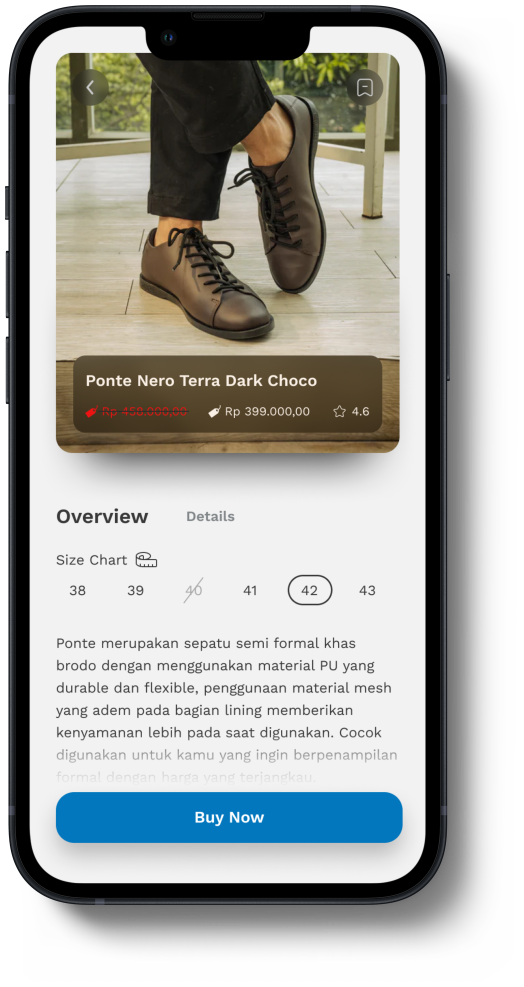 Ponte Nero Terra Dark Choco
Rp 458.000,00 Rp 399.000,00 4.6
Overview Details
Size Chart
38 39 40 41 42 43
Ponte merupakan sepatu semi formal khas
brodo dengan menggunakan material PU yang
durable dan flexible, penggunaan material mesh
yang adem pada bagian lining memberikan
kenyamanan lebih pada saat digunakan. Cocok
digunakan untuk kamu yang ingin berpenampilan
formal dengan harga yang terjangkau.
Buy Now